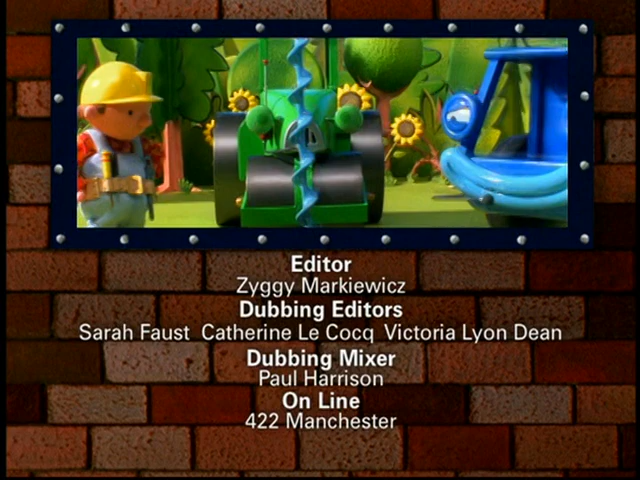 Editor
Zyggy Markiewicz
Dubbing Editors
Sarah Faust  Catherine Le Cocq  Victoria Lyon Dean
Dubbing Mixer
Paul Harrison
On Line
422 Manchester